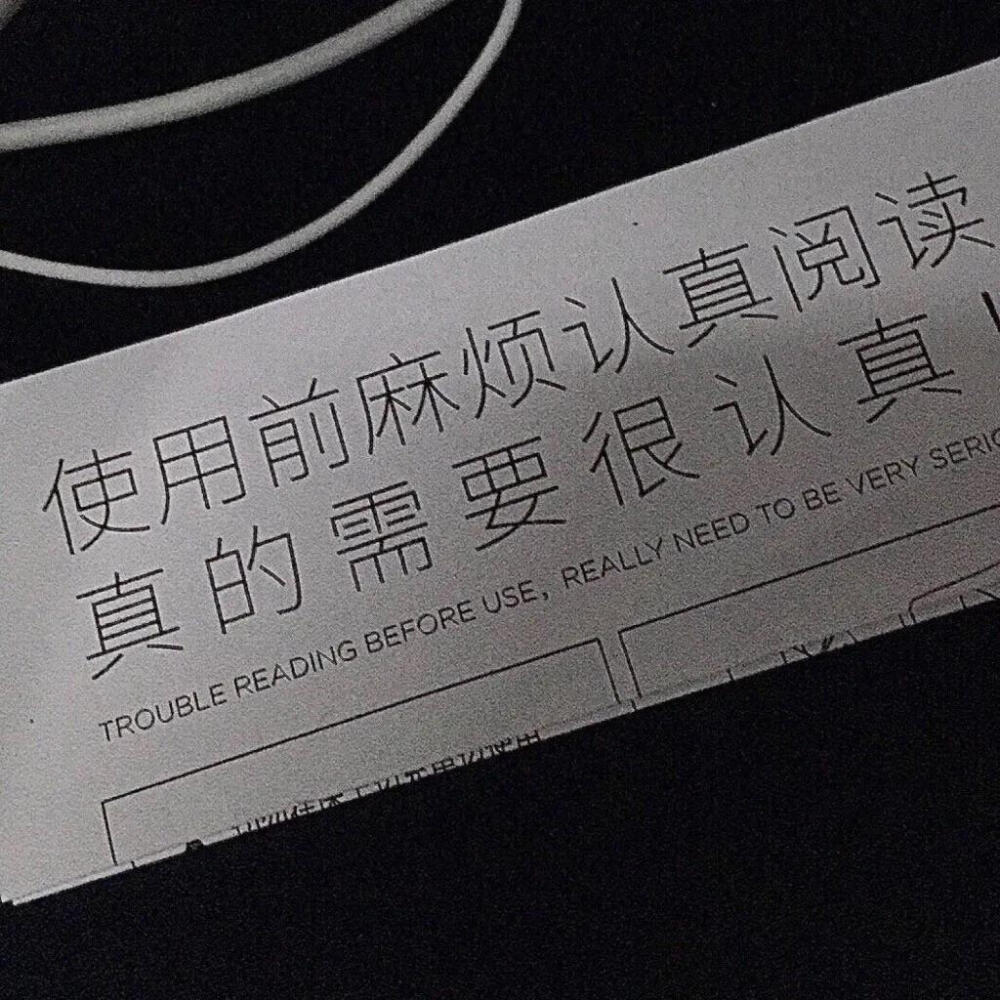 使用前麻烦认真阅读
真的需要很认真！
TROUBLE READING BEFORE USE, REALLY NEED TO BE VERY